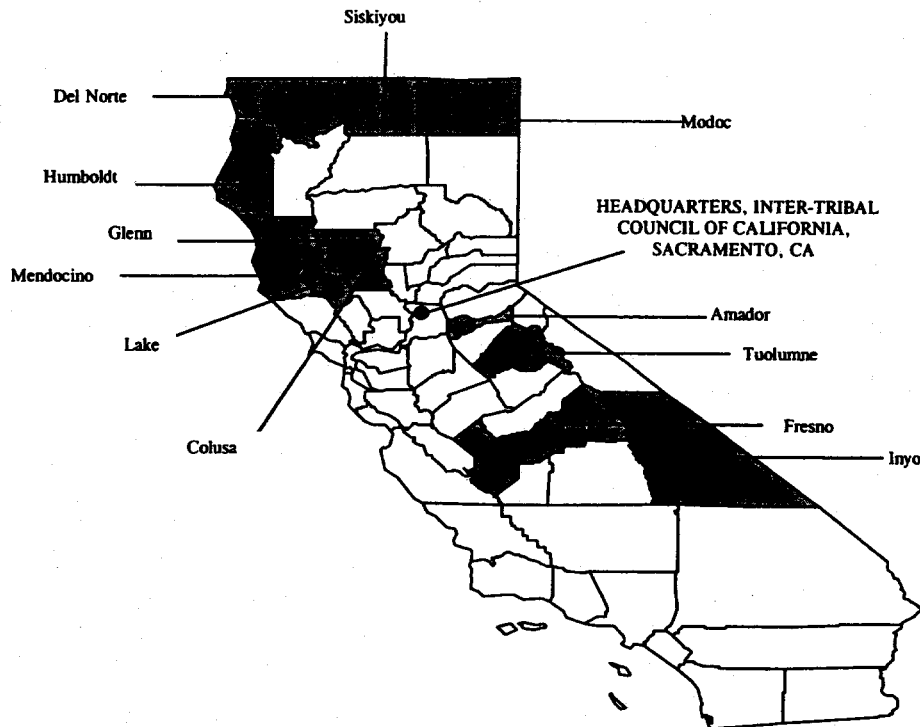 Siskiyou
Del Norte
Modoc
Humboldt
HEADQUARTERS, INTER-TRIBAL
COUNCIL OF CALIFORNIA,
SACRAMENTO, CA
Glenn
Mendocino
Amador
Lake
Tuolumne
Colusa
Fresno
Inyo